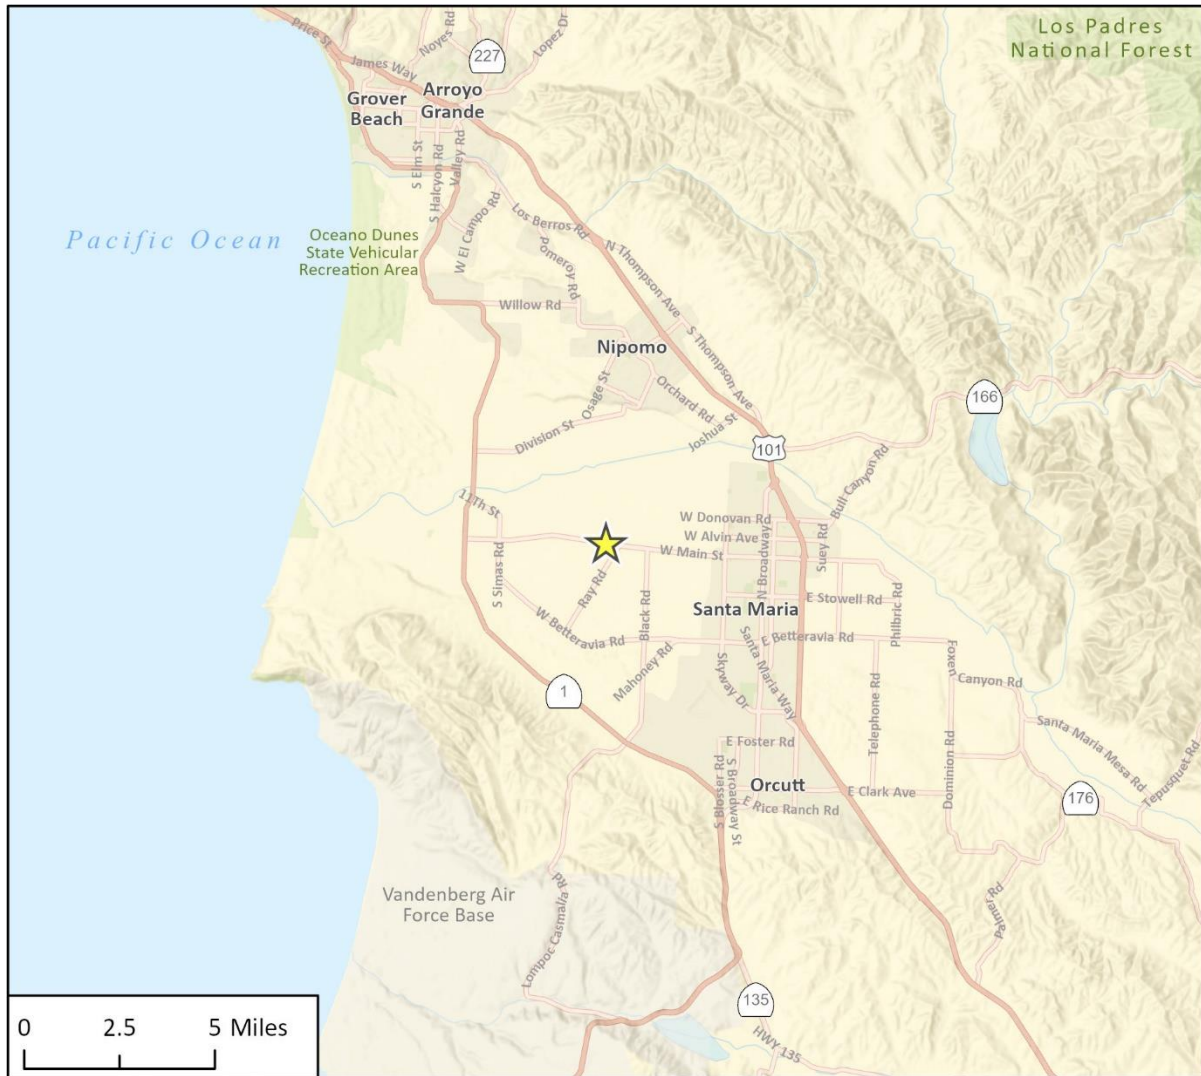 Price St
Noyes Rd
227
Lopez Dr
Los Padres
National Forest
James Way
Grover
Beach
Arroyo
Grande
S Elm St
S Halcyon Rd
Valley Rd
Pacific Ocean
Oceano Dunes
State Vehicular
Recreation Area
W El Campo Rd
Los Berros Rd
Pomeroy Rd
N Thompson Ave
Willow Rd
Nipomo
S Thompson Ave
Osage St
Orchard Rd
166
Division St
Joshua St
101
Bull Canyon Rd
11Th St
W Donovan Rd
W Alvin Ave
W Main St
N Broadway
Suey Rd
S Simas Rd
Ray Rd
Black Rd
E Stowell Rd
Philbric Rd
Santa Maria
W Betteravia Rd
E Betteravia Rd
Mahoney Rd
Skyway Dr
Santa Maria Way
Foxen
Canyon Rd
1
Telephone Rd
Santa Maria Mesa Rd
Tepusquet Rd
E Foster Rd
S Blosser Rd
S Broadway St
Orcutt
E Clark Ave
Dominion Rd
176
E Rice Ranch Rd
Vandenberg Air
Force Base
Lompoc Casmalia Rd
Palmer Rd
135
HWY 135
0 2.5 5 Miles